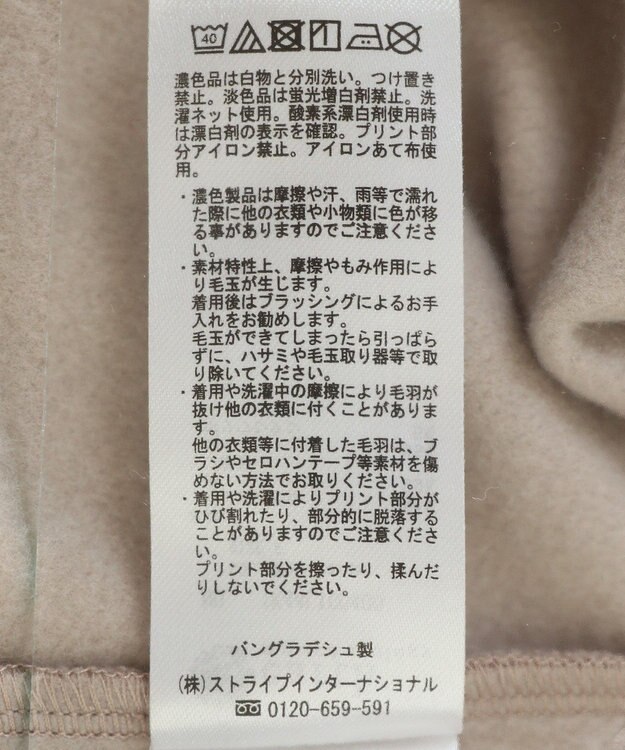 40
濃色品は白物と分別洗い。つけ置き
禁止。淡色品は蛍光増白剤禁止。洗
濯ネット使用。酸素系漂白剤使用時
は漂白剤の表示を確認。プリント部
分アイロン禁止。アイロンあて布使
用。
・濃色製品は摩擦や汗、雨等で濡れ
た際に他の衣類や小物類に色が移
る事がありますのでご注意くださ
い。
・素材特性上、摩擦やもみ作用によ
り毛玉が生じます。
着用後はブラッシングによるお手
入れをお勧めします。
毛玉ができてしまったら引っぱら
ずに、ハサミや毛玉取り器等で取
り除いてください。
・着用や洗濯中の摩擦により毛羽が
抜け他の衣類に付くことがありま
す。
他の衣類等に付着した毛羽は、ブ
ラシやセロハンテープ等素材を傷
めない方法でお取りください。
・着用や洗濯によりプリント部分が
ひび割れたり、部分的に脱落する
ことがありますのでご注意くださ
い。
プリント部分を擦ったり、揉んだ
りしないでください。
バングラデシュ製
(株)ストライプインターナショナル
0120-659-591